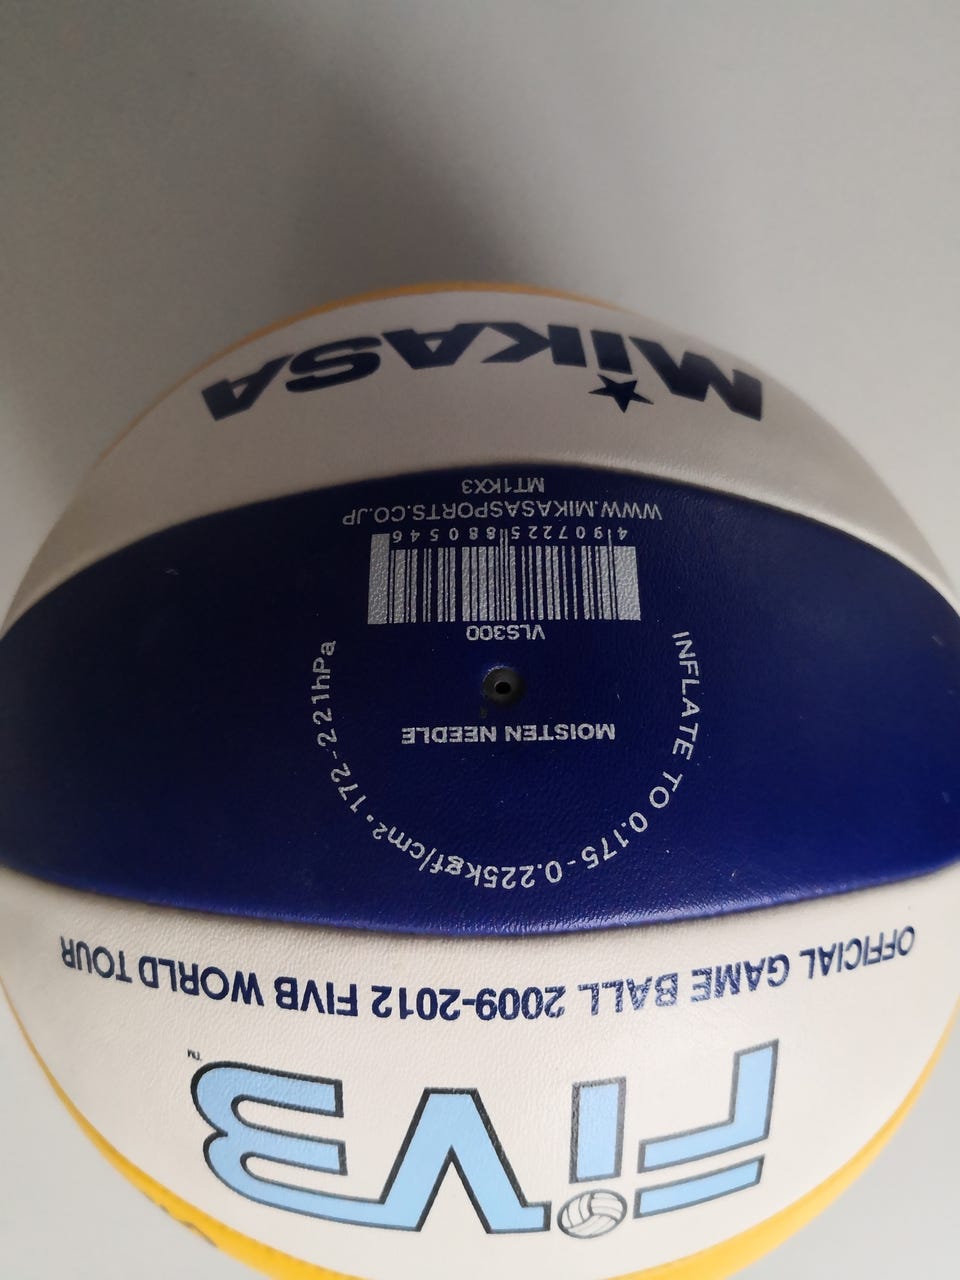 FiVB™
OFFICIAL GAME BALL 2009-2012 FIVB WORLD TOUR
INFLATE TO 0.175-0.225kgf/cm²・172-221hPa
MOISTEN NEEDLE
VLS300
4907225880546
WWW.MIKASASPORTS.CO.JP
MT1KX3
MiKASA